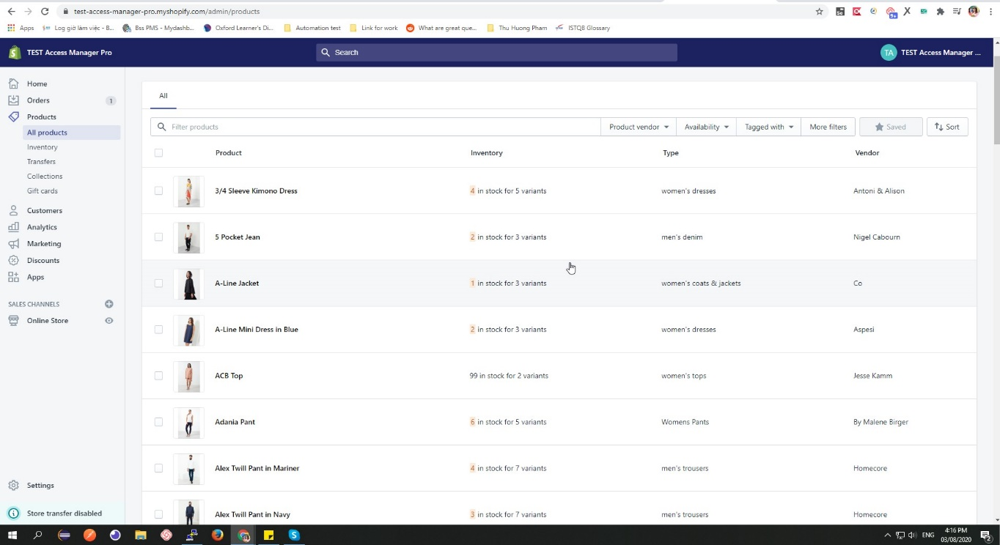 test-access-manager-pro.myshopify.com/admin/products
Apps
Log giờ làm việc - B...
Bss PMS - Mydashb...
Oxford Learner's Di...
Automation test
Link for work
What are great que...
Thu Huong Pham
ISTQB Glossary
TEST Access Manager Pro
Search
TA
TEST Access Manager ...
Home
Orders
1
Products
All products
Inventory
Transfers
Collections
Gift cards
Customers
Analytics
Marketing
Discounts
Apps
SALES CHANNELS
Online Store
Settings
Store transfer disabled
All
Filter products
Product vendor
Availability
Tagged with
More filters
Saved
Sort
Product Inventory Type Vendor
3/4 Sleeve Kimono Dress 4 in stock for 5 variants women's dresses Antoni & Alison
5 Pocket Jean 2 in stock for 3 variants men's denim Nigel Cabourn
A-Line Jacket 1 in stock for 3 variants women's coats & jackets Co
A-Line Mini Dress in Blue 2 in stock for 3 variants women's dresses Aspesi
ACB Top 99 in stock for 2 variants women's tops Jesse Kamm
Adania Pant 6 in stock for 5 variants Womens Pants By Malene Birger
Alex Twill Pant in Mariner 4 in stock for 7 variants men's trousers Homecore
Alex Twill Pant in Navy 3 in stock for 7 variants men's trousers Homecore
ENG
4:16 PM
03/08/2020
2